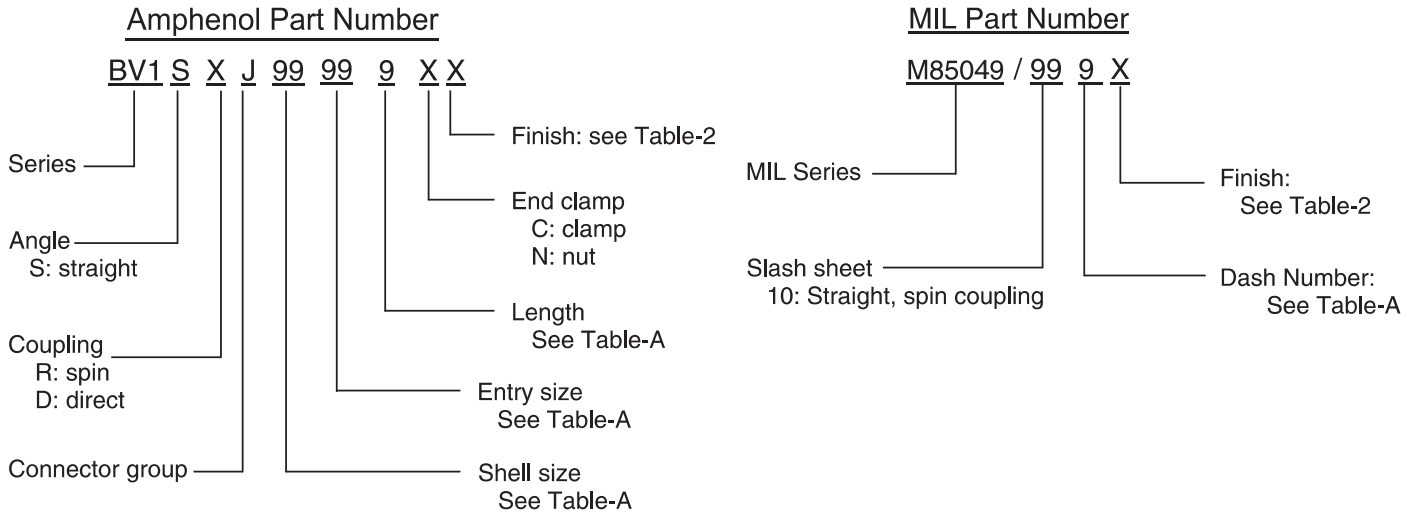 Amphenol Part Number
BV1 S X J 99 99 9 X X
Series
Angle
S: straight
Coupling
R: spin
D: direct
Connector group
Finish: see Table-2
End clamp
C: clamp
N: nut
Length
See Table-A
Entry size
See Table-A
Shell size
See Table-A
MIL Part Number
M85049 / 99 9 X
MIL Series
Slash sheet
10: Straight, spin coupling
Finish:
See Table-2
Dash Number:
See Table-A